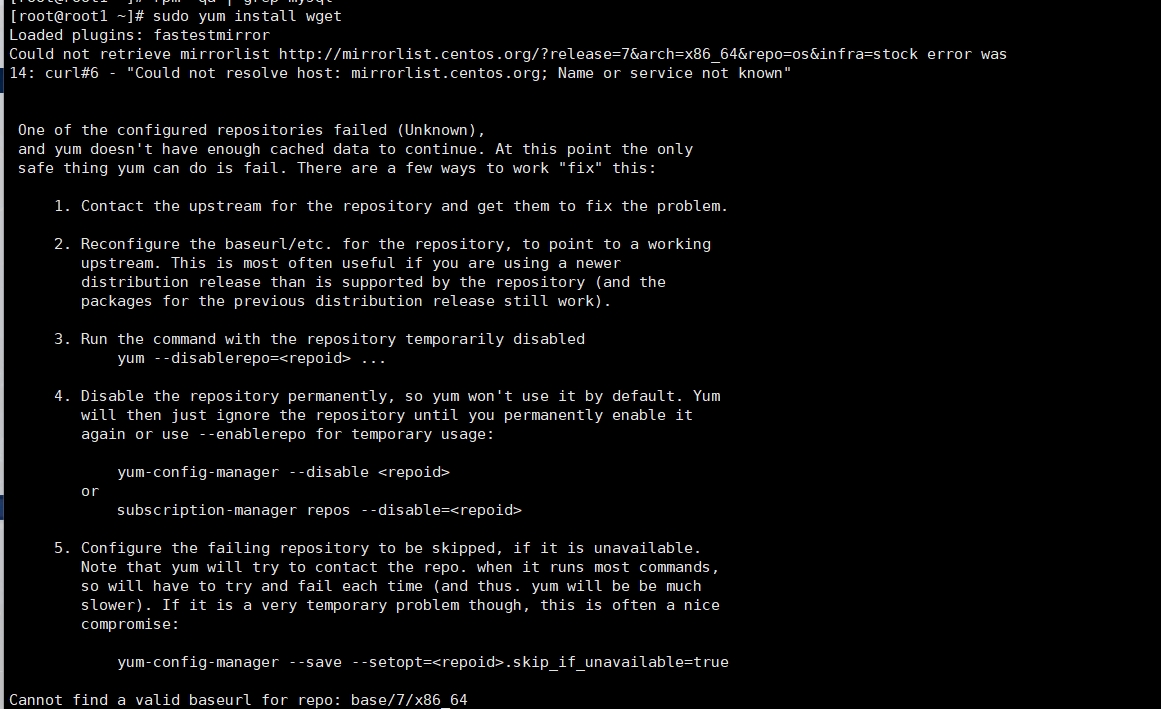 [root@root1 ~]# rpm -qa | grep mysql
[root@root1 ~]# sudo yum install wget
Loaded plugins: fastestmirror
Could not retrieve mirrorlist http://mirrorlist.centos.org/?release=7&arch=x86_64&repo=os&infra=stock error was
14: curl#6 - "Could not resolve host: mirrorlist.centos.org; Name or service not known"
One of the configured repositories failed (Unknown),
and yum doesn't have enough cached data to continue. At this point the only
safe thing yum can do is fail. There are a few ways to work "fix" this:
1. Contact the upstream for the repository and get them to fix the problem.
2. Reconfigure the baseurl/etc. for the repository, to point to a working
upstream. This is most often useful if you are using a newer
distribution release than is supported by the repository (and the
packages for the previous distribution release still work).
3. Run the command with the repository temporarily disabled
yum --disablerepo=<repoid> ...
4. Disable the repository permanently, so yum won't use it by default. Yum
will then just ignore the repository until you permanently enable it
again or use --enablerepo for temporary usage:
yum-config-manager --disable <repoid>
or
subscription-manager repos --disable=<repoid>
5. Configure the failing repository to be skipped, if it is unavailable.
Note that yum will try to contact the repo. when it runs most commands,
so will have to try and fail each time (and thus. yum will be be much
slower). If it is a very temporary problem though, this is often a nice
compromise:
yum-config-manager --save --setopt=<repoid>.skip_if_unavailable=true
Cannot find a valid baseurl for repo: base/7/x86_64